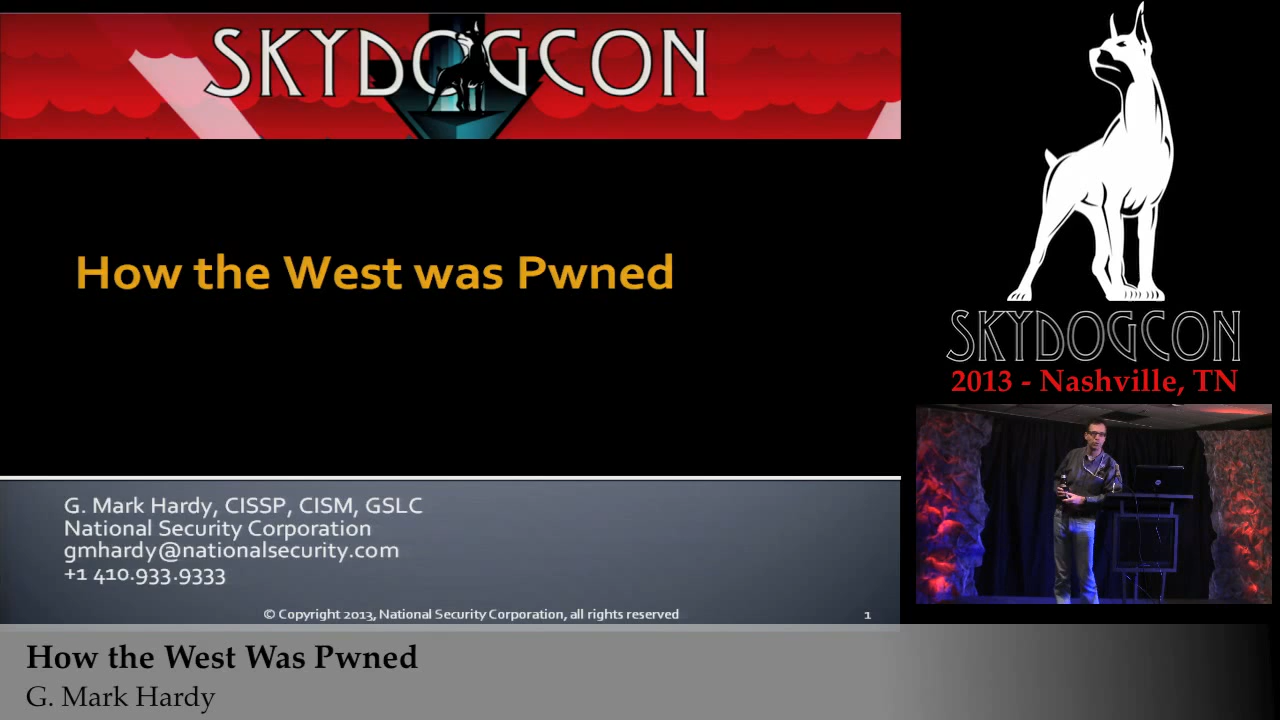 SKYDOGCON
How the West was Pwned
G. Mark Hardy, CISSP, CISM, GSLC
National Security Corporation
gmhardy@nationalsecurity.com
+1 410.933.9333
© Copyright 2013, National Security Corporation, all rights reserved
1
SKYDOGCON
2013 - Nashville, TN
How the West Was Pwned
G. Mark Hardy